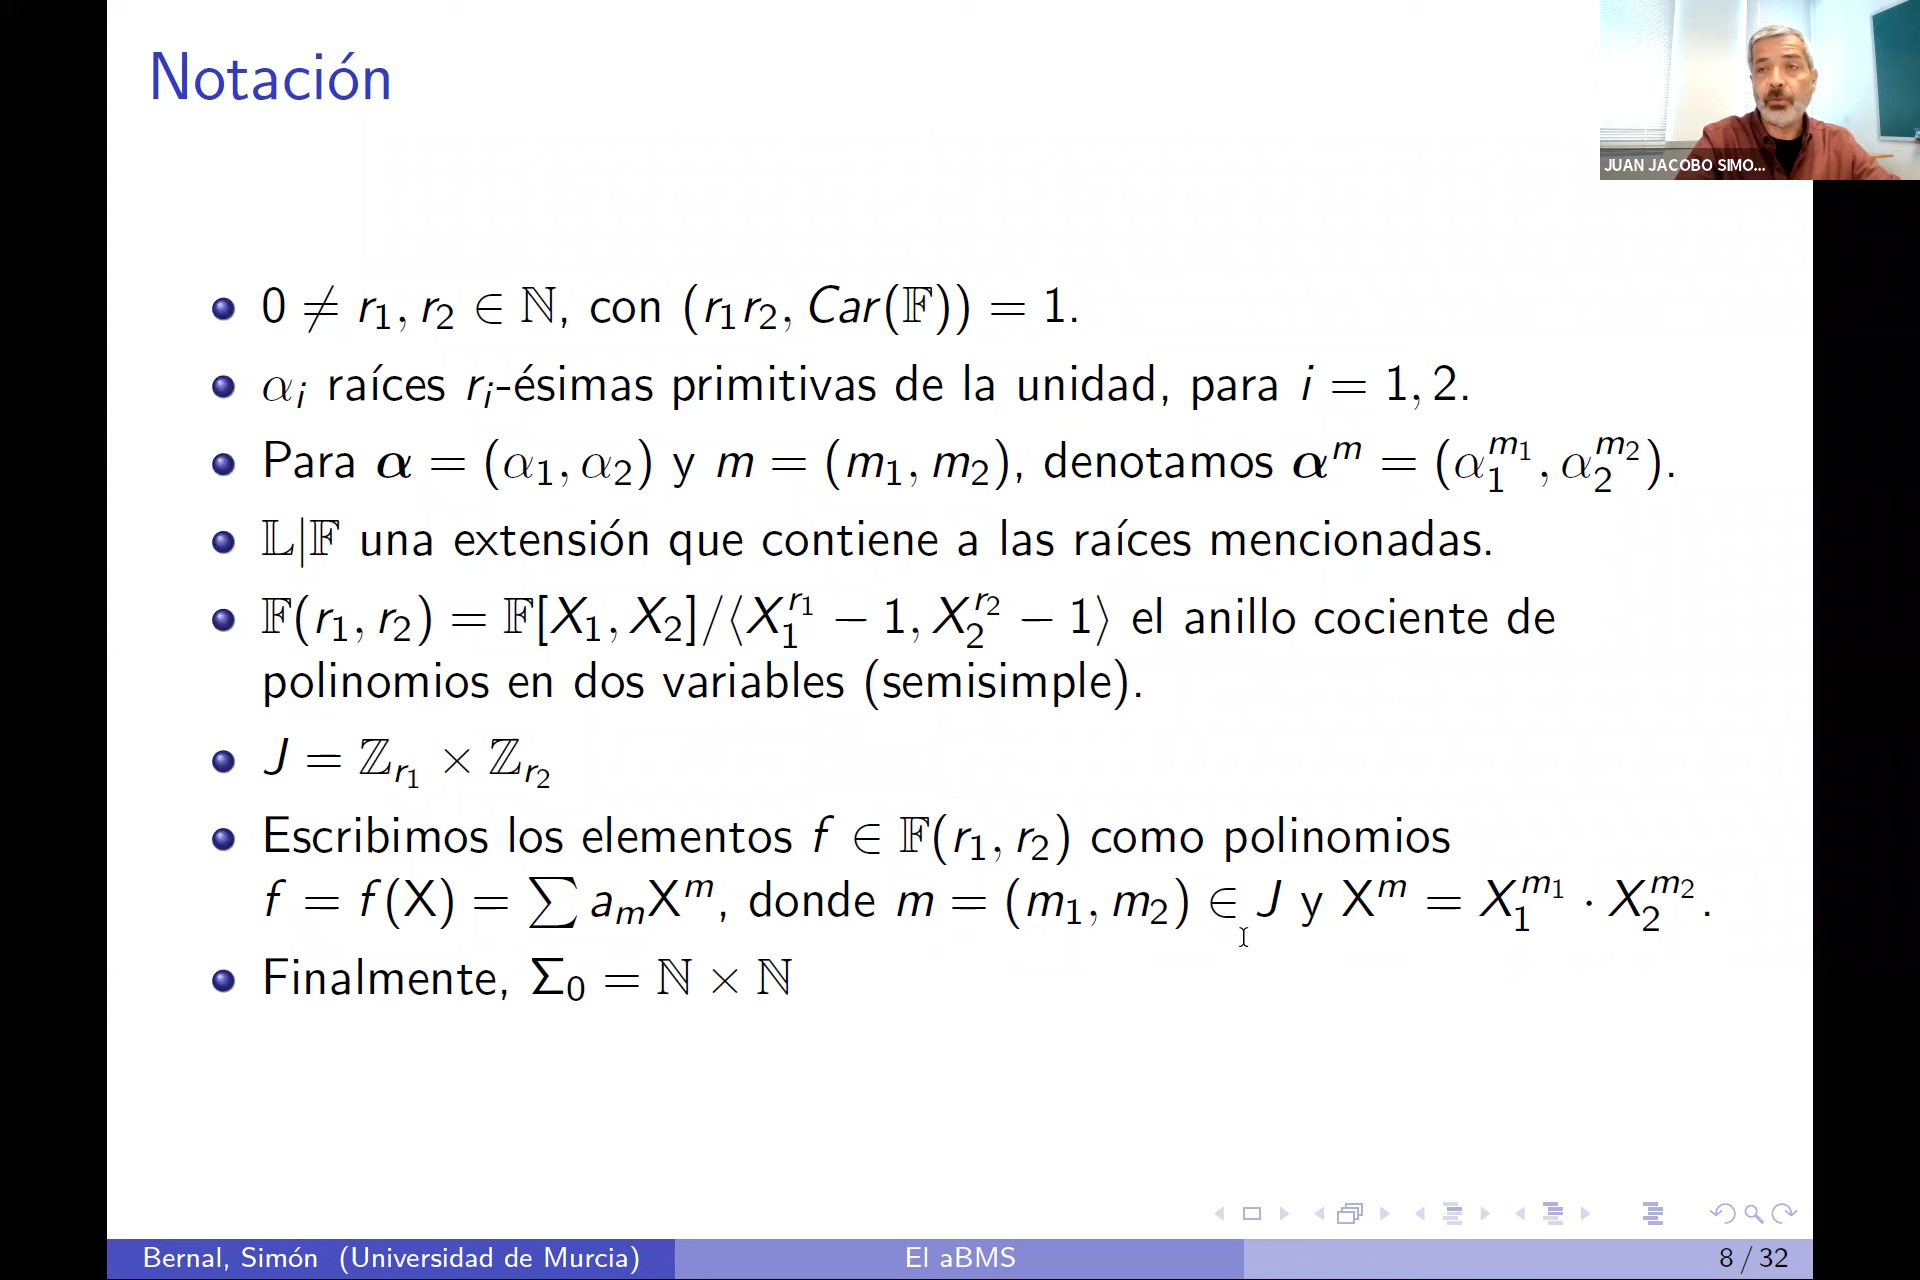 Notación
JUAN JACOBO SIMO...
0 ≠ r₁, r₂ ∈ ℕ, con (r₁r₂, Car(𝔽)) = 1.
αᵢ raíces rᵢ-ésimas primitivas de la unidad, para i = 1, 2.
Para 𝜶 = (α₁, α₂) y m = (m₁, m₂), denotamos 𝜶^m = (α₁^{m₁}, α₂^{m₂}).
𝕃|𝔽 una extensión que contiene a las raíces mencionadas.
𝔽(r₁, r₂) = 𝔽[X₁, X₂]/⟨X₁^{r₁} − 1, X₂^{r₂} − 1⟩ el anillo cociente de
polinomios en dos variables (semisimple).
J = ℤ_{r₁} × ℤ_{r₂}
Escribimos los elementos f ∈ 𝔽(r₁, r₂) como polinomios
f = f(X) = ∑ a_m X^m, donde m = (m₁, m₂) ∈ J y X^m = X₁^{m₁} · X₂^{m₂}.
Finalmente, Σ₀ = ℕ × ℕ
Bernal, Simón (Universidad de Murcia)
El aBMS
8 / 32